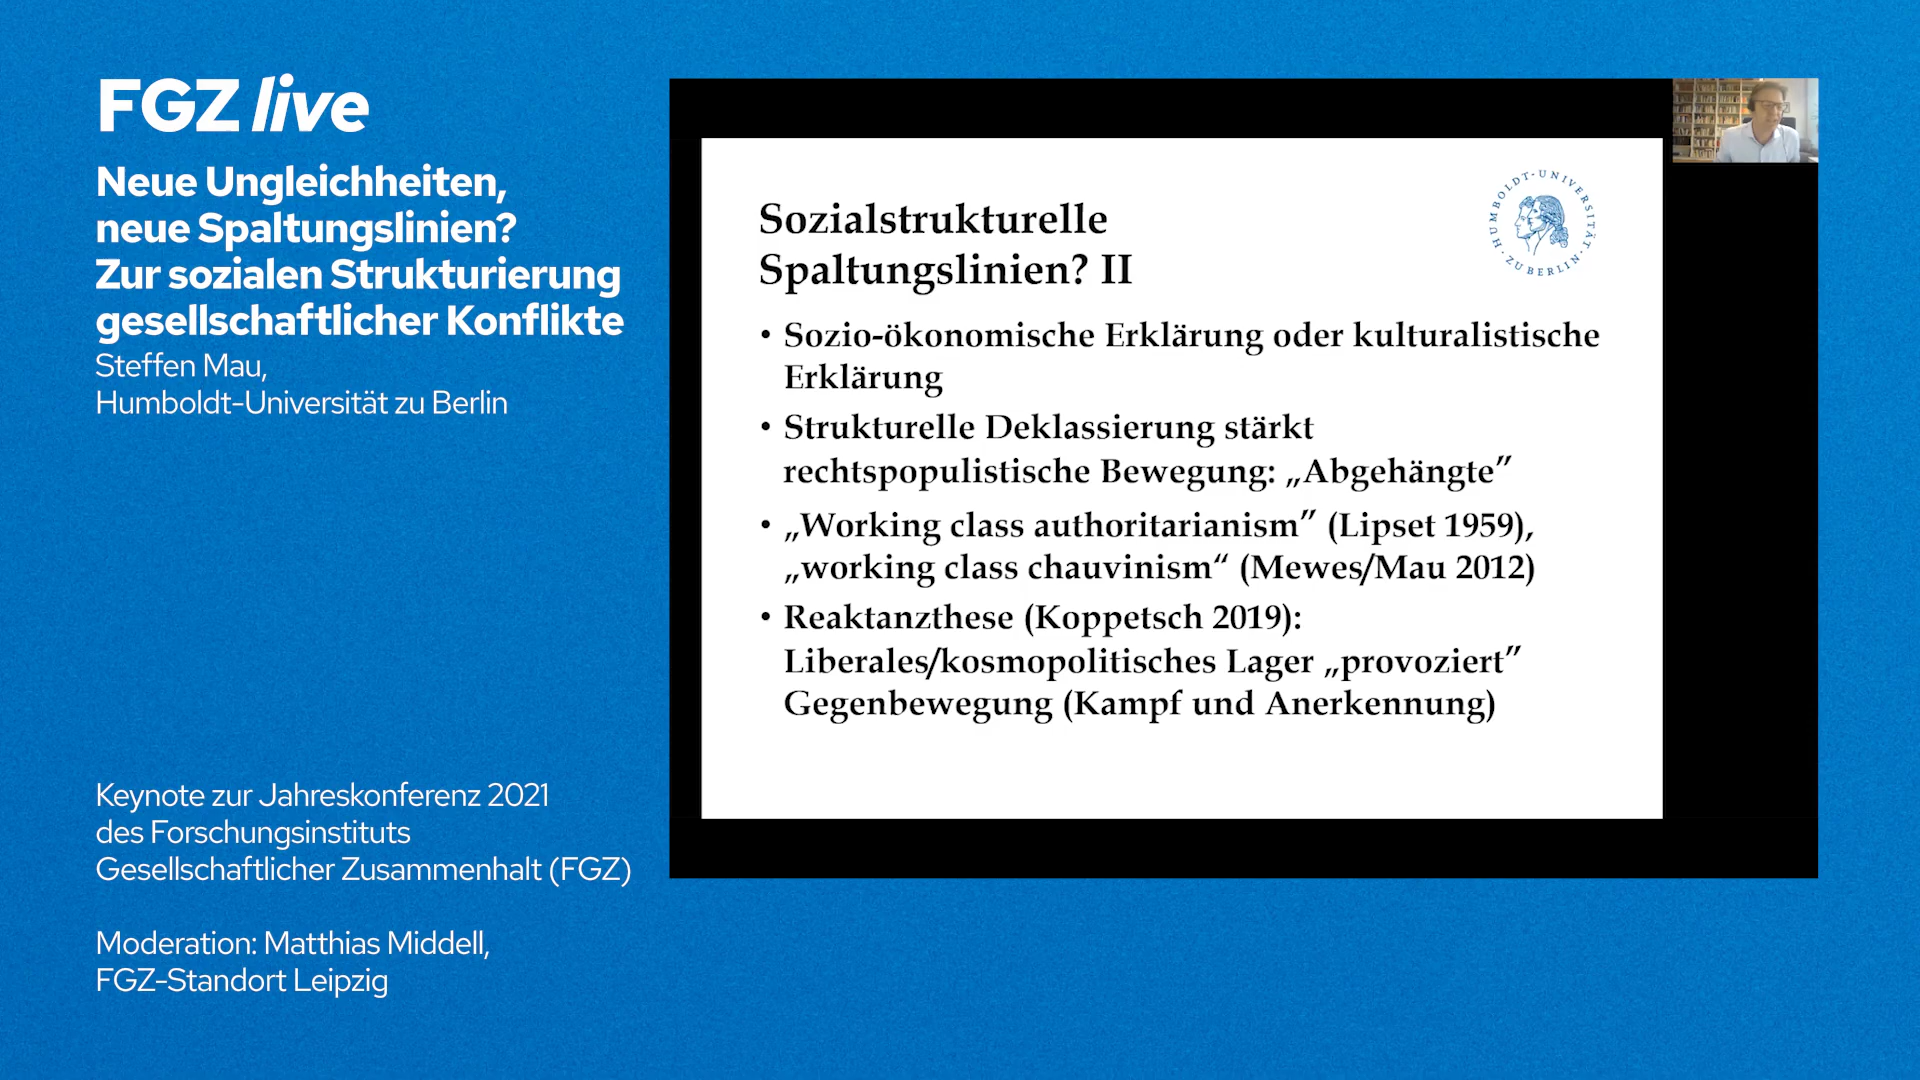 FGZ live
Neue Ungleichheiten,
neue Spaltungslinien?
Zur sozialen Strukturierung
gesellschaftlicher Konflikte
Steffen Mau,
Humboldt-Universität zu Berlin
Keynote zur Jahreskonferenz 2021
des Forschungsinstituts
Gesellschaftlicher Zusammenhalt (FGZ)
Moderation: Matthias Middell,
FGZ-Standort Leipzig
Sozialstrukturelle
Spaltungslinien? II
HUMBOLDT-UNIVERSITÄT
ZU BERLIN
• Sozio-ökonomische Erklärung oder kulturalistische
Erklärung
• Strukturelle Deklassierung stärkt
rechtspopulistische Bewegung: „Abgehängte”
• „Working class authoritarianism” (Lipset 1959),
„working class chauvinism“ (Mewes/Mau 2012)
• Reaktanzthese (Koppetsch 2019):
Liberales/kosmopolitisches Lager „provoziert”
Gegenbewegung (Kampf und Anerkennung)